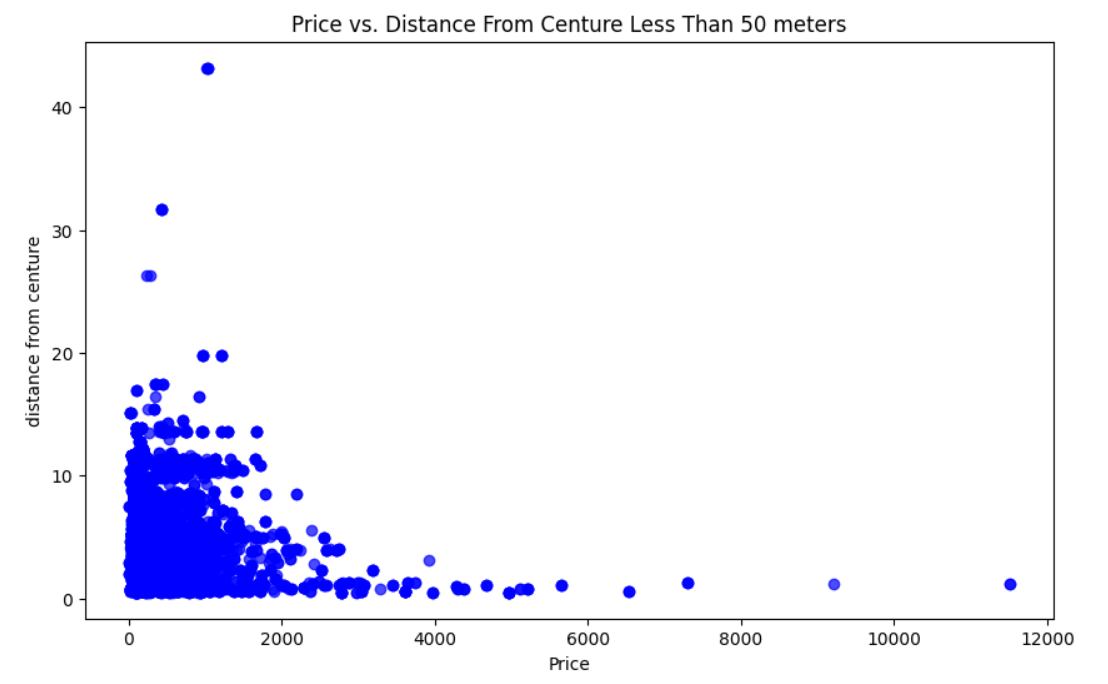 Price vs. Distance From Centure Less Than 50 meters
distance from centure
40
30
20
10
0
0 2000 4000 6000 8000 10000 12000
Price